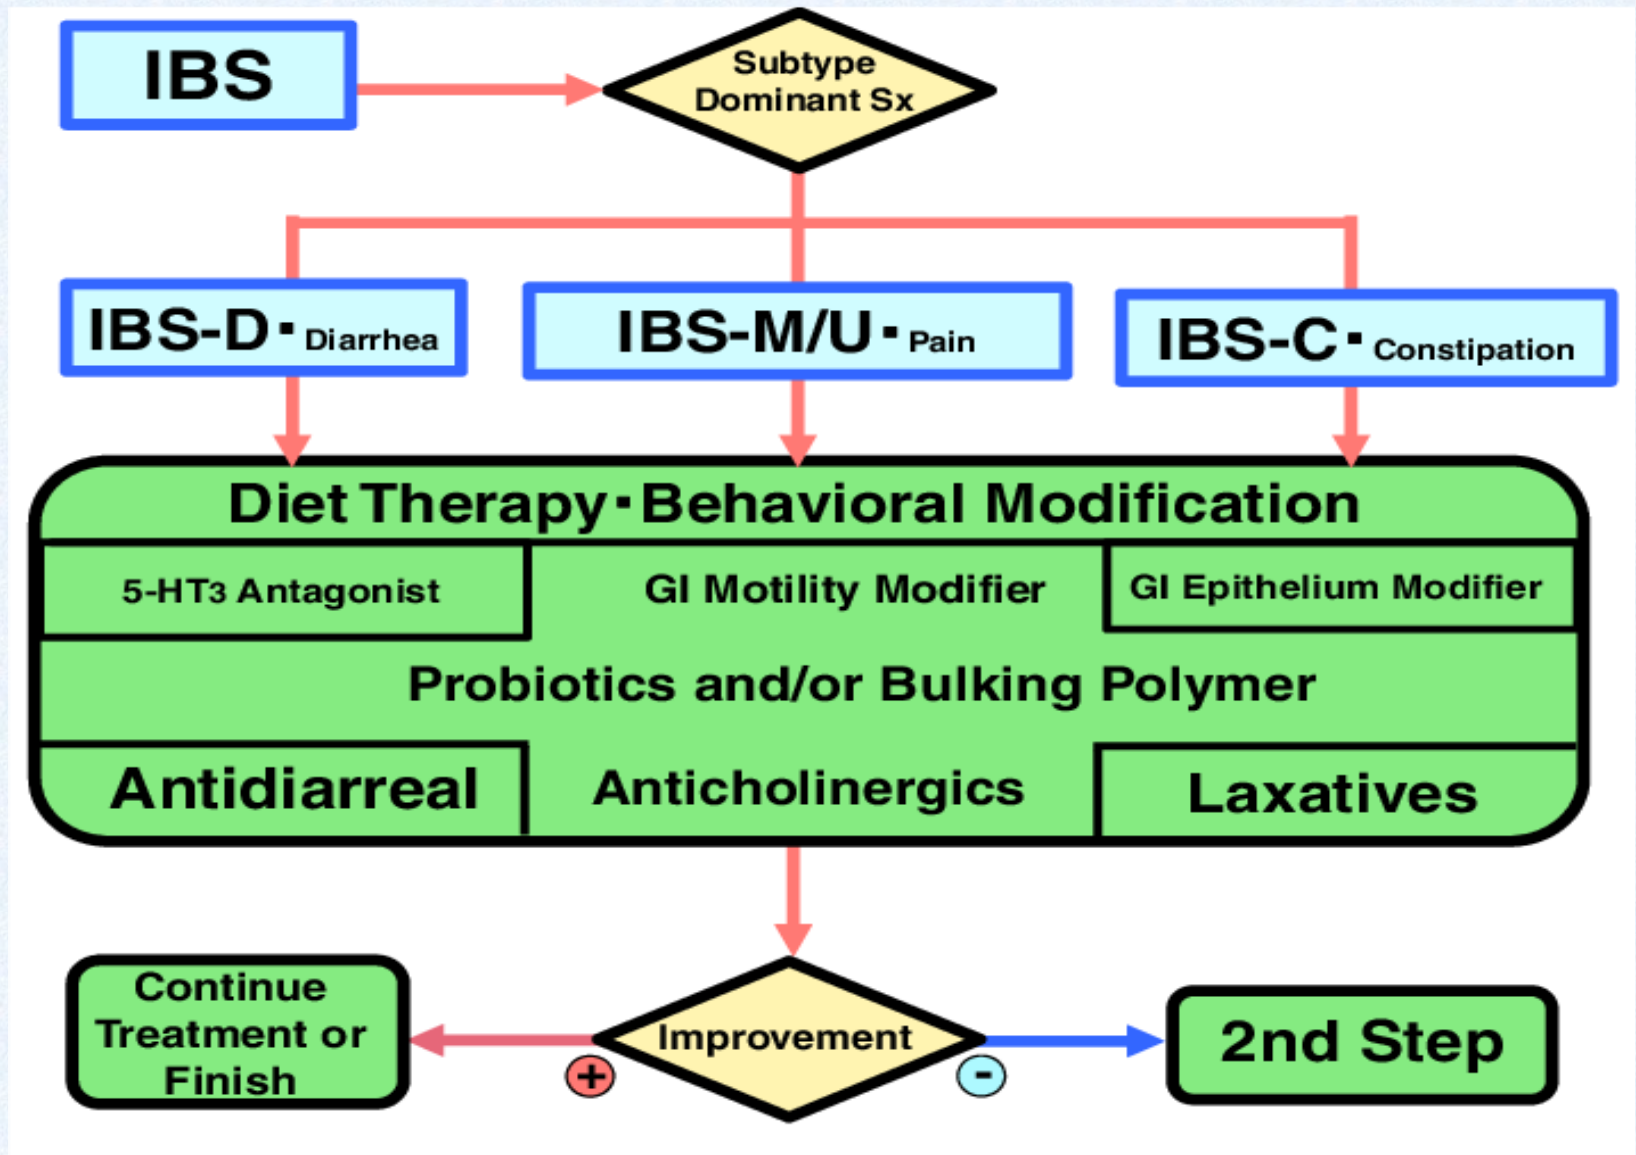 IBS
Subtype
Dominant Sx
IBS-D・Diarrhea
IBS-M/U・Pain
IBS-C・Constipation
Diet Therapy・Behavioral Modification
5-HT3 Antagonist
GI Motility Modifier
GI Epithelium Modifier
Probiotics and/or Bulking Polymer
Antidiarreal
Anticholinergics
Laxatives
Continue
Treatment or
Finish
+
Improvement
-
2nd Step